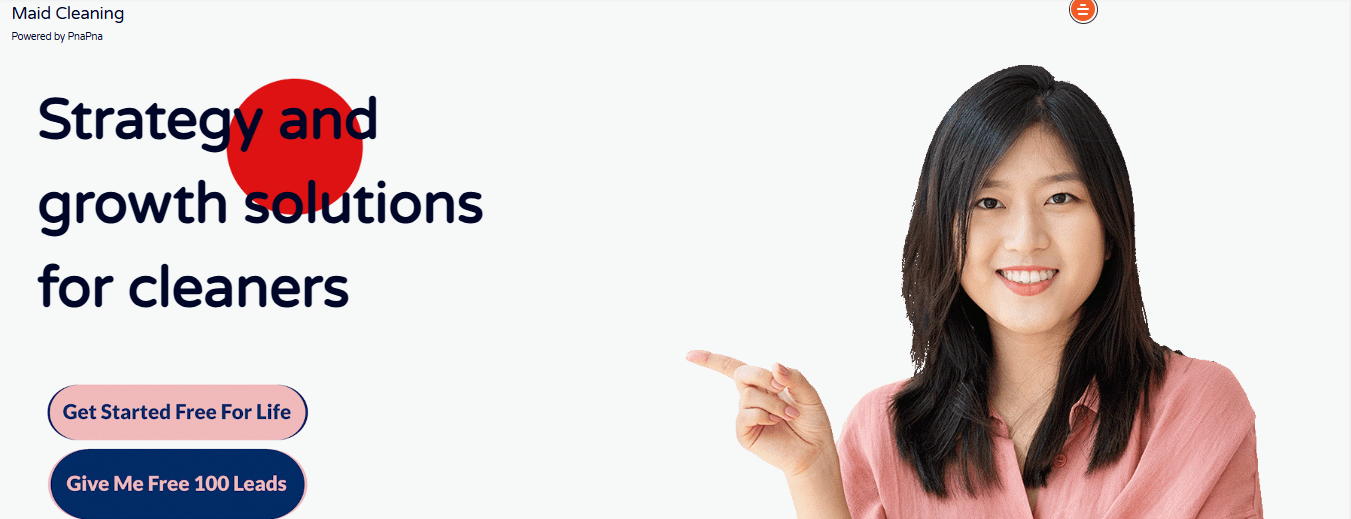 Maid Cleaning
Powered by PnaPna
Strategy and
growth solutions
for cleaners
Get Started Free For Life
Give Me Free 100 Leads